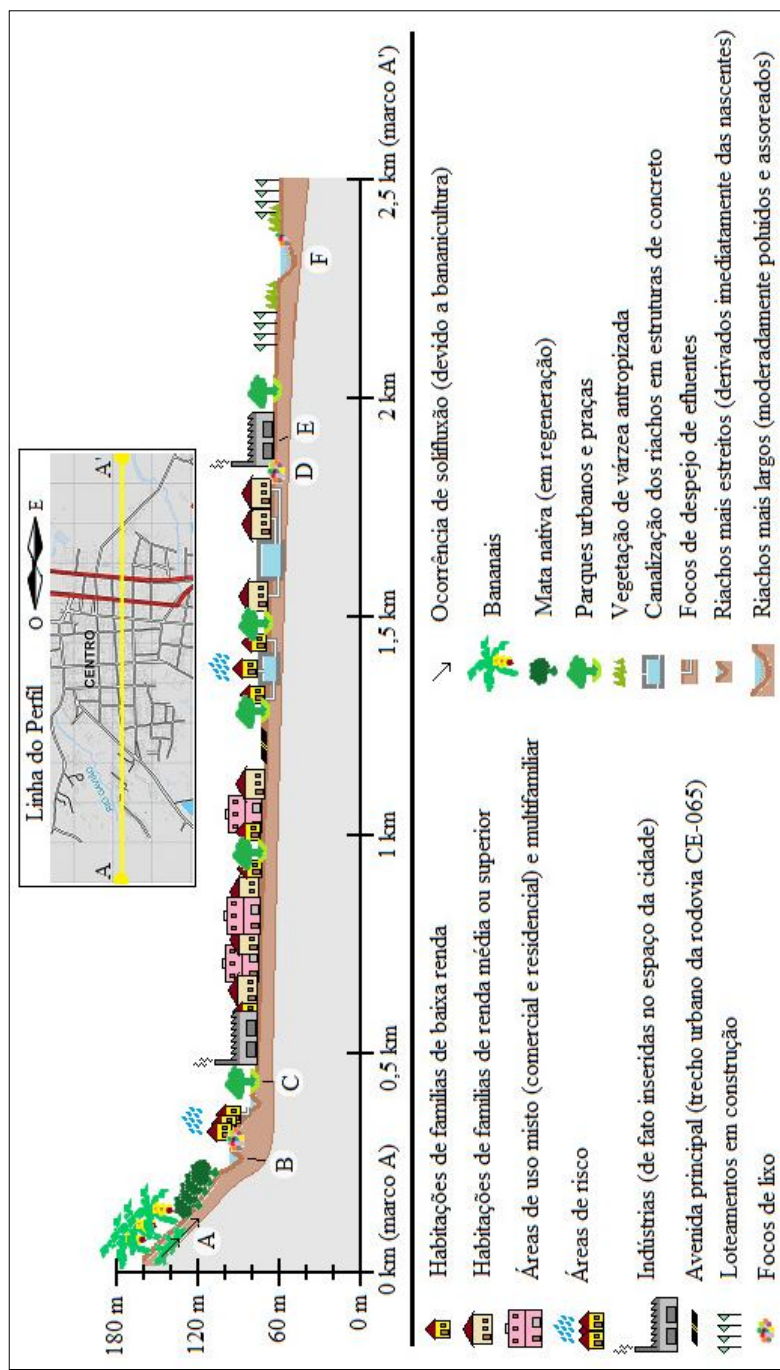 Linha do Perfil
O E
A A'
CENTRO
RIO GAVIÃO
180 m
120 m
60 m
0 m
A
B
C
D
E
F
0 km (marco A)
0,5 km
1 km
1,5 km
2 km
2,5 km (marco A')
Habitações de famílias de baixa renda
Habitações de famílias de renda média ou superior
Áreas de uso misto (comercial e residencial) e multifamiliar
Áreas de risco
Indústrias (de fato inseridas no espaço da cidade)
Avenida principal (trecho urbano da rodovia CE-065)
Loteamentos em construção
Focos de lixo
Ocorrência de solifluxão (devido a bananicultura)
Bananais
Mata nativa (em regeneração)
Parques urbanos e praças
Vegetação de várzea antropizada
Canalização dos riachos em estruturas de concreto
Focos de despejo de efluentes
Riachos mais estreitos (derivados imediatamente das nascentes)
Riachos mais largos (moderadamente poluídos e assoreados)